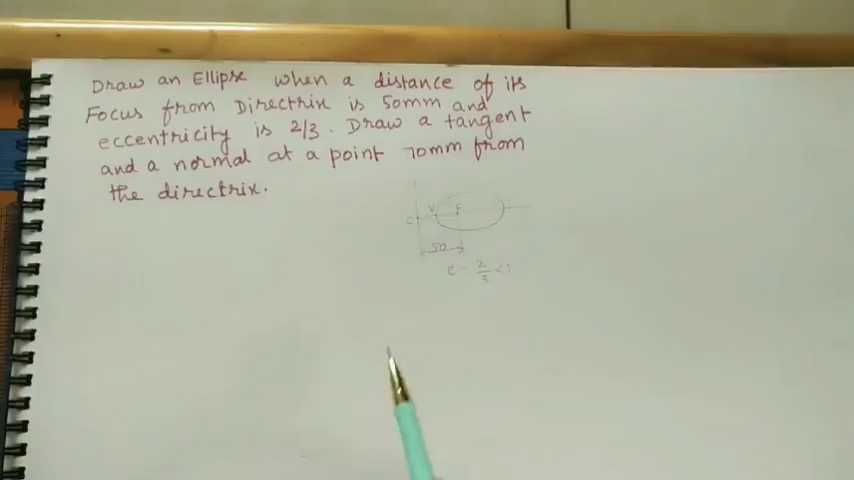 Draw an Ellipse when a distance of its
Focus from Directrix is 50mm and
eccentricity is 2/3. Draw a tangent
and a normal at a point 70mm from
the directrix.
C V F
50
e = 2/3 < 1